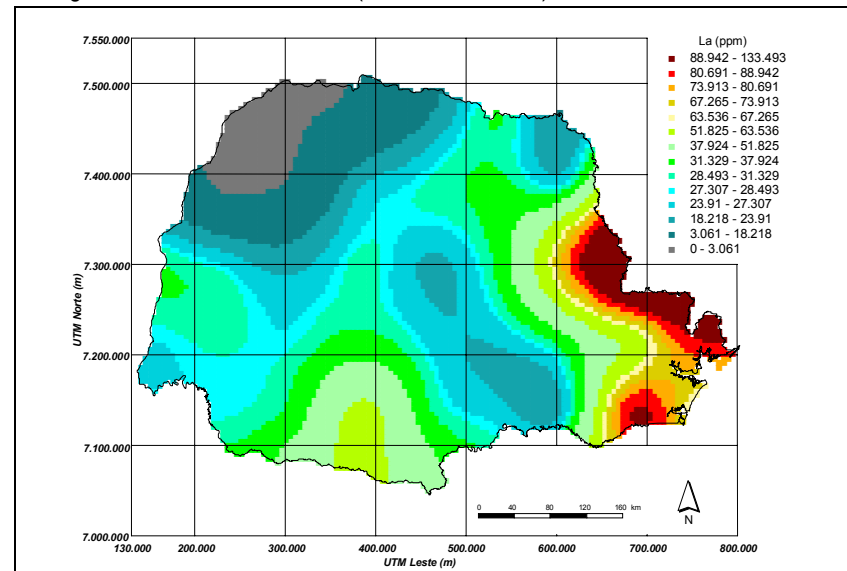 7.550.000
7.500.000
7.400.000
7.300.000
7.200.000
7.100.000
7.000.000
UTM Norte (m)
130.000 200.000 300.000 400.000 500.000 600.000 700.000 800.000
UTM Leste (m)
La (ppm)
88.942 - 133.493
80.691 - 88.942
73.913 - 80.691
67.265 - 73.913
63.536 - 67.265
51.825 - 63.536
37.924 - 51.825
31.329 - 37.924
28.493 - 31.329
27.307 - 28.493
23.91 - 27.307
18.218 - 23.91
3.061 - 18.218
0 - 3.061
0 40 80 120 160 km
N